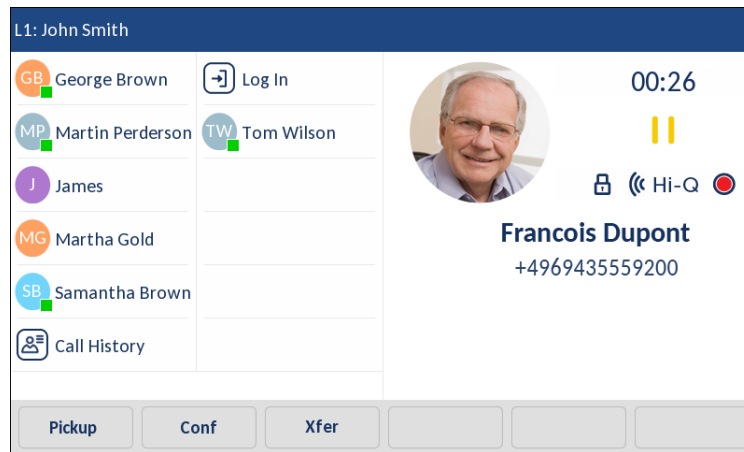 L1: John Smith
GB George Brown
Log In
MP Martin Perderson
TW Tom Wilson
J James
MG Martha Gold
SB Samantha Brown
Call History
00:26
Hi-Q
Francois Dupont
+4969435559200
Pickup
Conf
Xfer